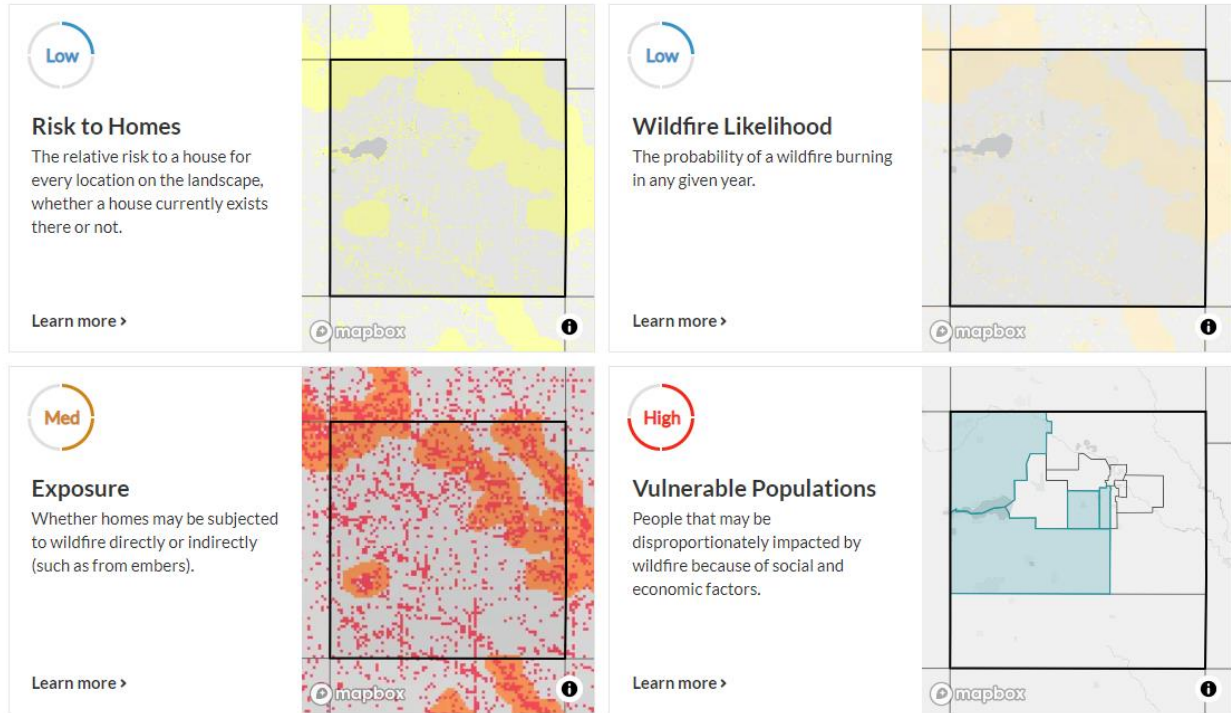 Low
Risk to Homes
The relative risk to a house for
every location on the landscape,
whether a house currently exists
there or not.
Learn more ›
mapbox
Low
Wildfire Likelihood
The probability of a wildfire burning
in any given year.
Learn more ›
mapbox
Med
Exposure
Whether homes may be subjected
to wildfire directly or indirectly
(such as from embers).
Learn more ›
mapbox
High
Vulnerable Populations
People that may be
disproportionately impacted by
wildfire because of social and
economic factors.
Learn more ›
mapbox